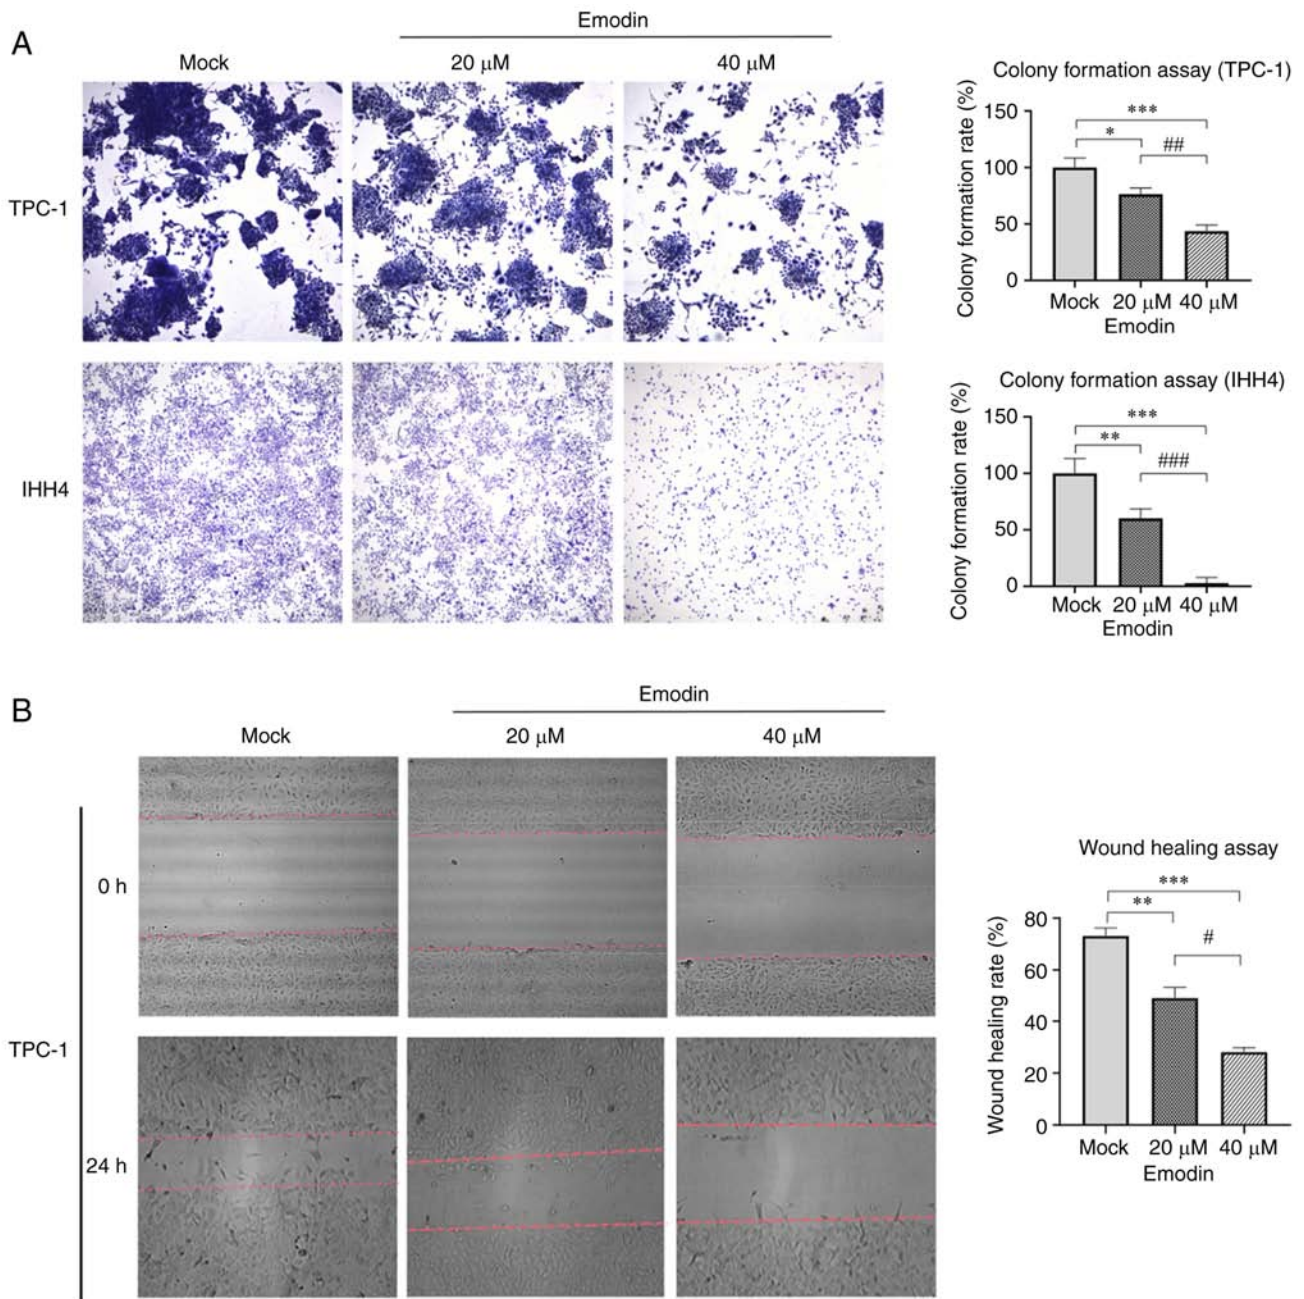 A
Emodin
Mock
20 μM
40 μM
TPC-1
IHH4
Colony formation assay (TPC-1)
Colony formation rate (%)
150
100
50
0
***
*
##
Mock
20 μM
40 μM
Emodin
Colony formation assay (IHH4)
Colony formation rate (%)
150
100
50
0
***
**
###
Mock
20 μM
40 μM
Emodin
B
Emodin
Mock
20 μM
40 μM
TPC-1
0 h
24 h
Wound healing assay
Wound healing rate (%)
80
60
40
20
0
***
**
#
Mock
20 μM
40 μM
Emodin